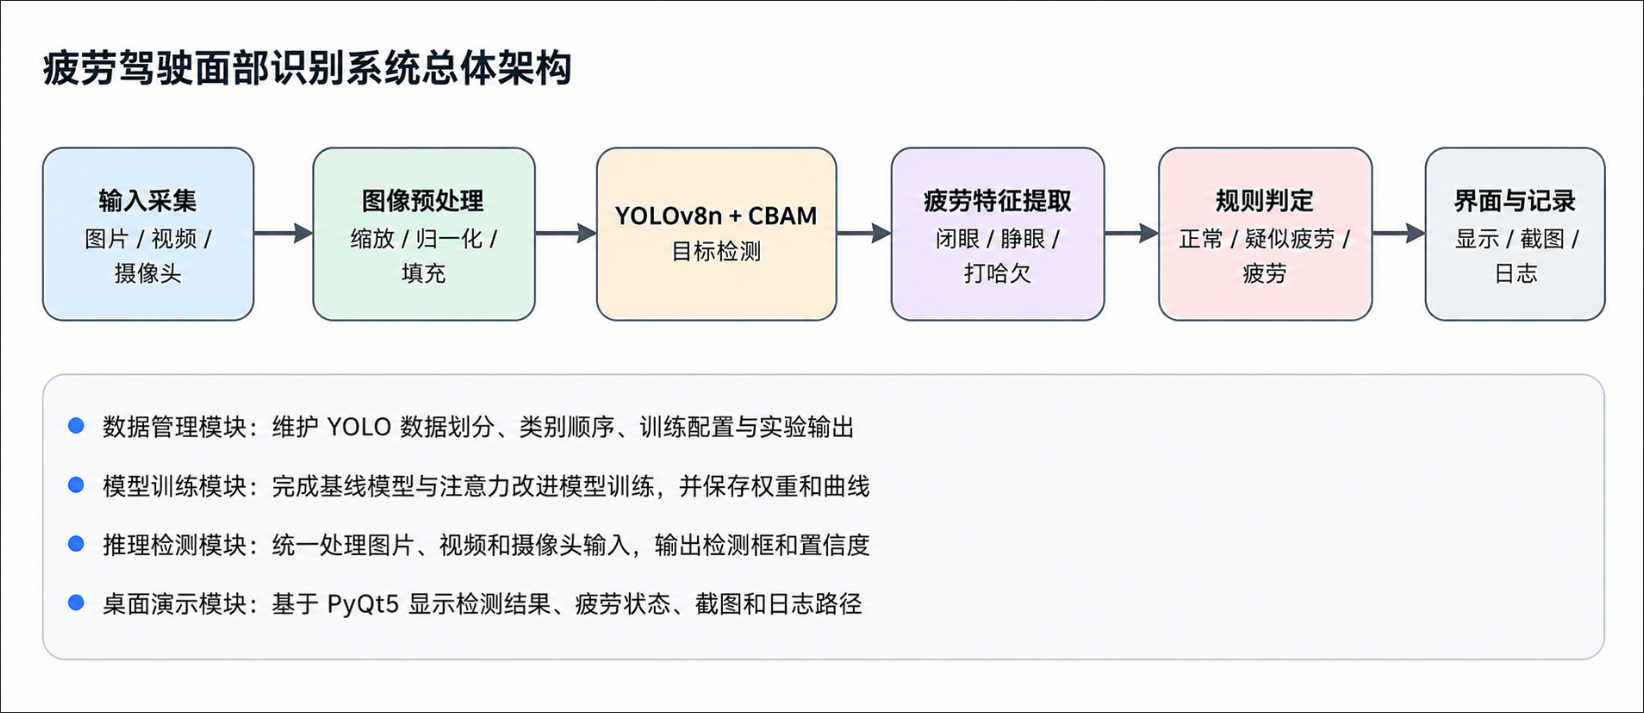 疲劳驾驶面部识别系统总体架构
输入采集
图片 / 视频 /
摄像头
图像预处理
缩放 / 归一化 /
填充
YOLOv8n + CBAM
目标检测
疲劳特征提取
闭眼 / 睁眼 /
打哈欠
规则判定
正常 / 疑似疲劳 /
疲劳
界面与记录
显示 / 截图 /
日志
数据管理模块：维护 YOLO 数据划分、类别顺序、训练配置与实验输出
模型训练模块：完成基线模型与注意力改进模型训练，并保存权重和曲线
推理检测模块：统一处理图片、视频和摄像头输入，输出检测框和置信度
桌面演示模块：基于 PyQt5 显示检测结果、疲劳状态、截图和日志路径